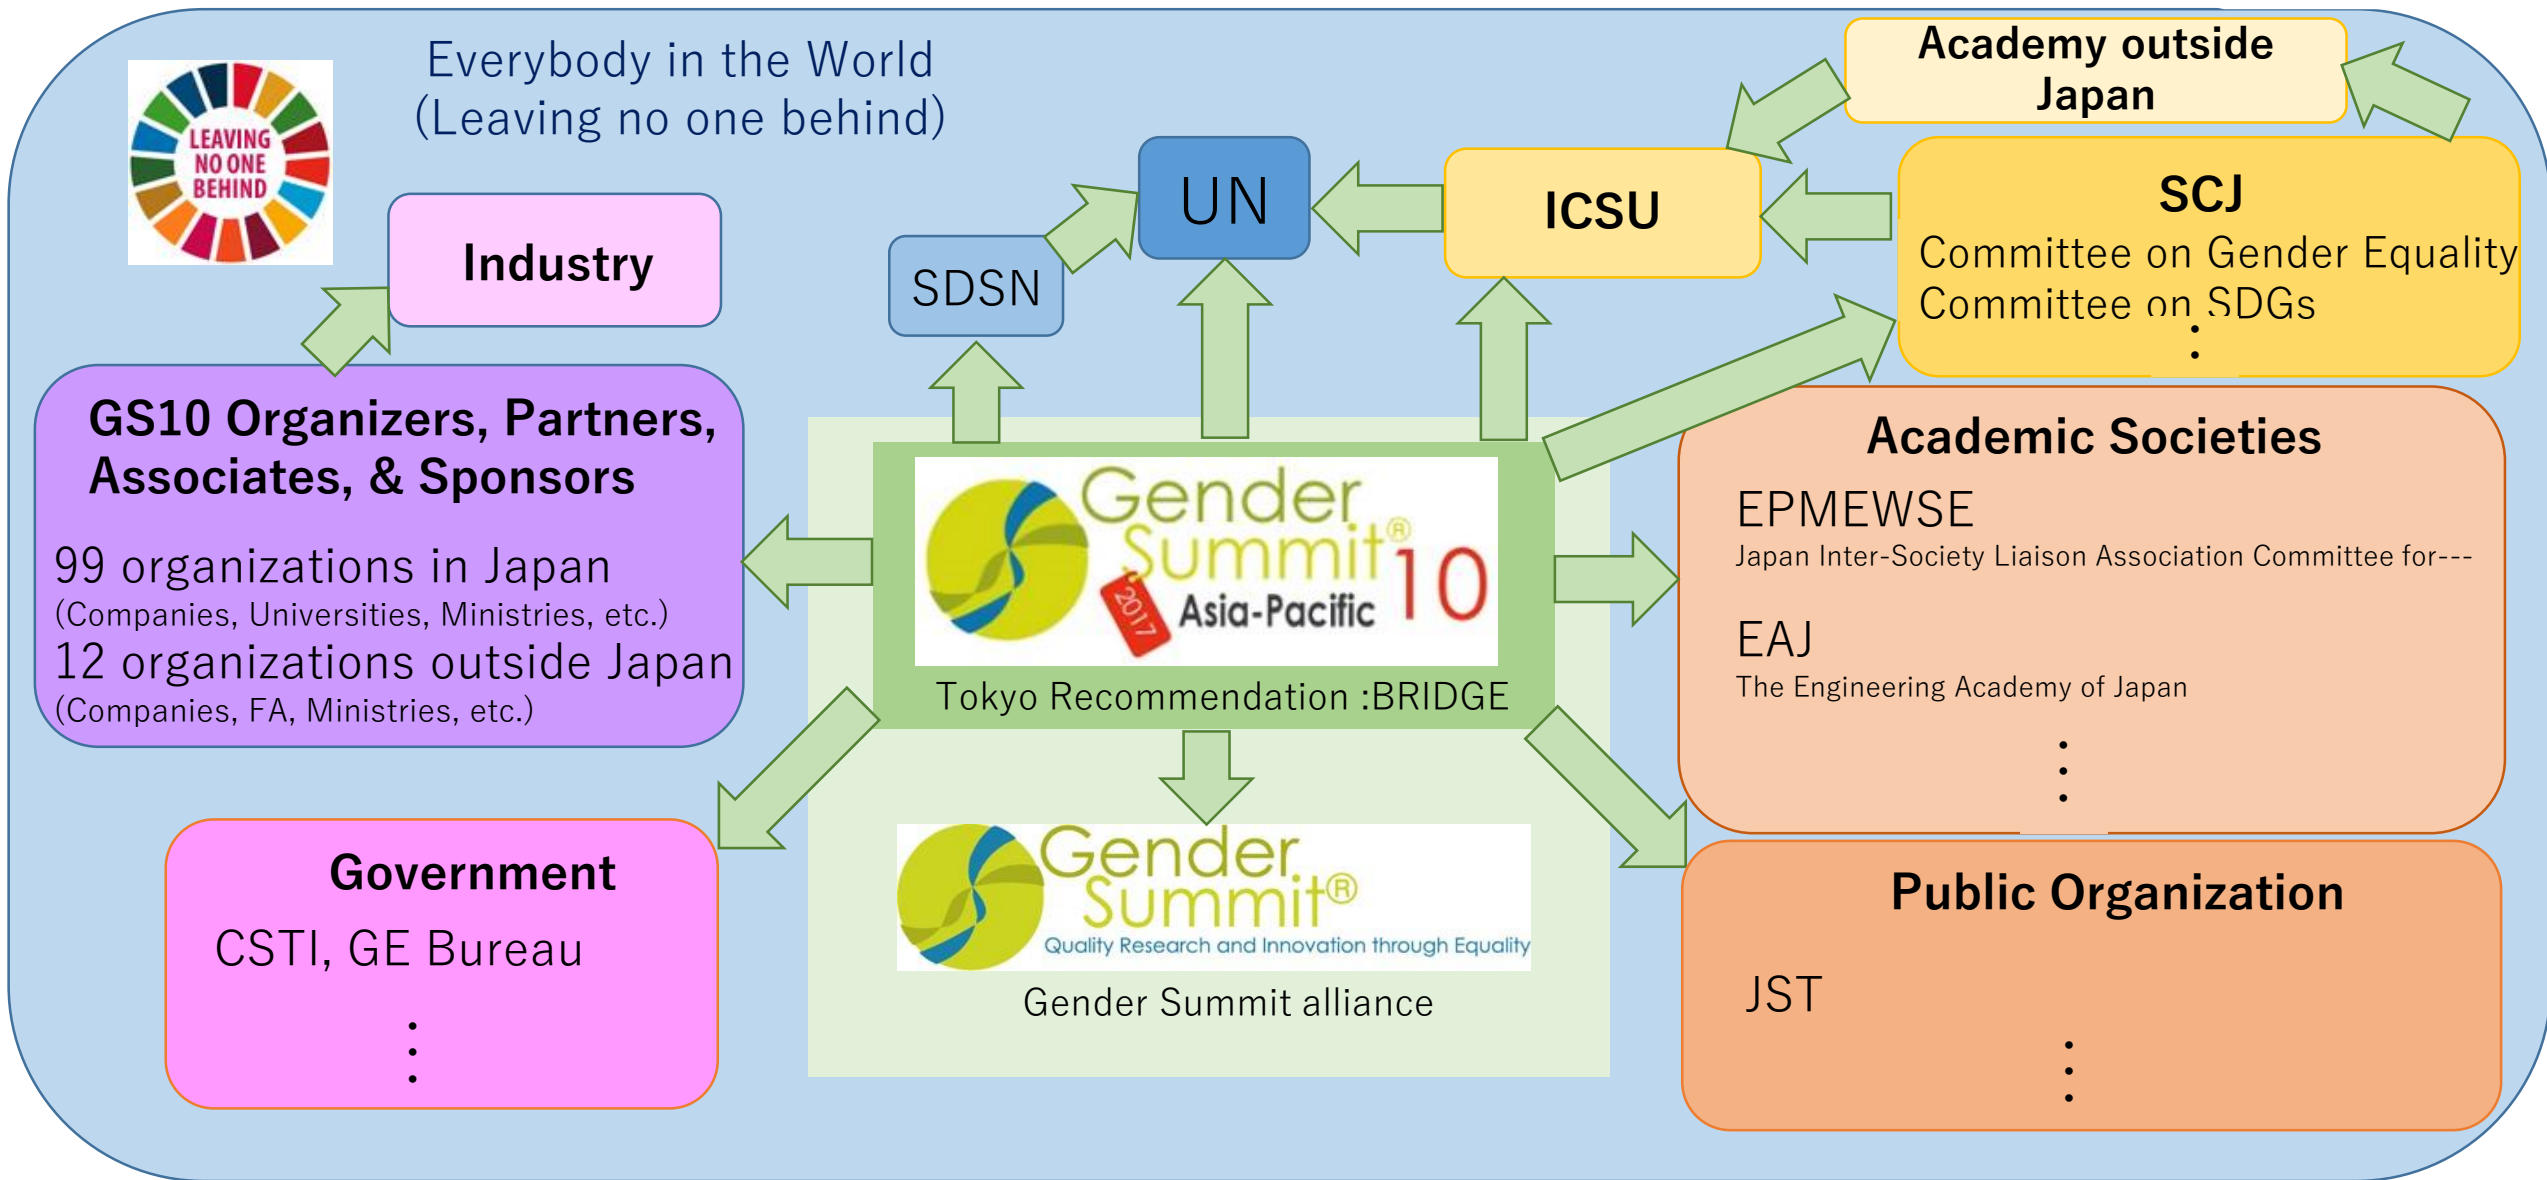 Everybody in the World
(Leaving no one behind)
LEAVING
NO ONE
BEHIND
Industry
SDSN
UN
ICSU
Academy outside
Japan
SCJ
Committee on Gender Equality
Committee on SDGs
:
GS10 Organizers, Partners,
Associates, & Sponsors
99 organizations in Japan
(Companies, Universities, Ministries, etc.)
12 organizations outside Japan
(Companies, FA, Ministries, etc.)
Gender
Summit® 10
2017
Asia-Pacific
Tokyo Recommendation :BRIDGE
Academic Societies
EPMEWSE
Japan Inter-Society Liaison Association Committee for---
EAJ
The Engineering Academy of Japan
⋮
Government
CSTI, GE Bureau
⋮
Gender
Summit®
Quality Research and Innovation through Equality
Gender Summit alliance
Public Organization
JST
⋮